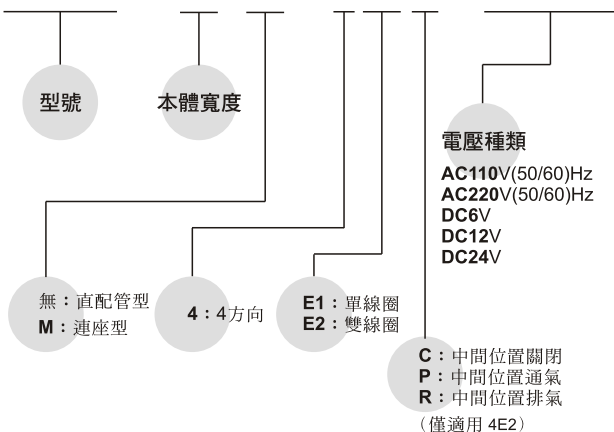 型號
本體寬度
電壓種類
AC110V(50/60)Hz
AC220V(50/60)Hz
DC6V
DC12V
DC24V
無：直配管型
M：連座型
4：4方向
E1：單線圈
E2：雙線圈
C：中間位置關閉
P：中間位置通氣
R：中間位置排氣
（僅適用 4E2）